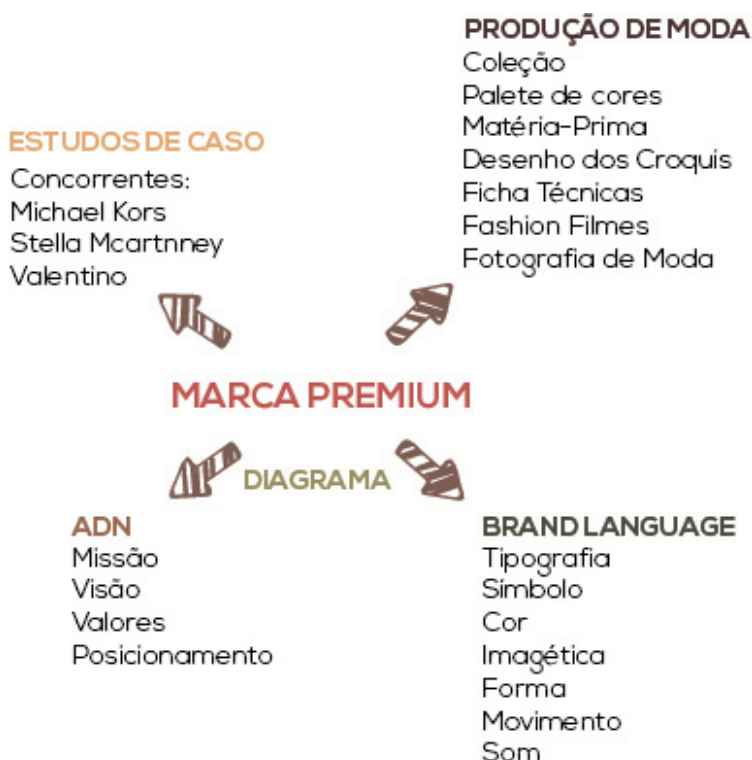 PRODUÇÃO DE MODA
Coleção
Palete de cores
Matéria-Prima
Desenho dos Croquis
Ficha Técnicas
Fashion Filmes
Fotografia de Moda
ESTUDOS DE CASO
Concorrentes:
Michael Kors
Stella Mcartnney
Valentino
MARCA PREMIUM
DIAGRAMA
ADN
Missão
Visão
Valores
Posicionamento
BRAND LANGUAGE
Tipografia
Símbolo
Cor
Imagética
Forma
Movimento
Som